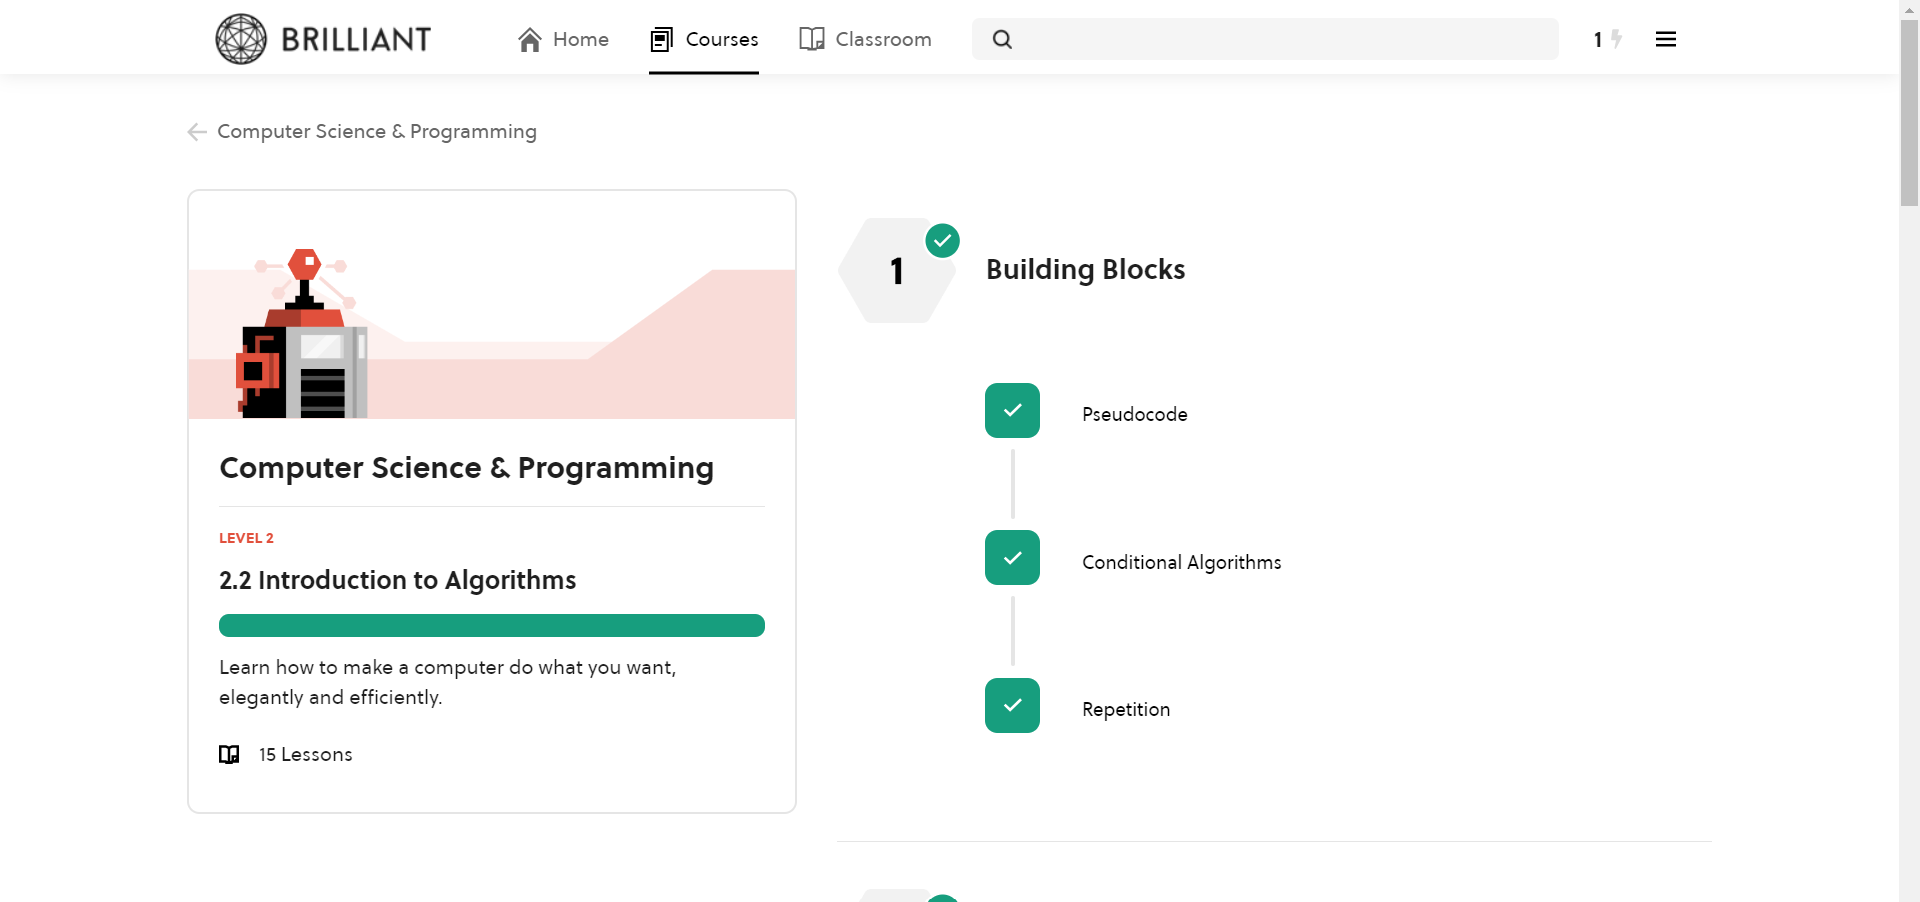 BRILLIANT
Home
Courses
Classroom
1
Computer Science & Programming
Computer Science & Programming
LEVEL 2
2.2 Introduction to Algorithms
Learn how to make a computer do what you want,
elegantly and efficiently.
15 Lessons
1
Building Blocks
Pseudocode
Conditional Algorithms
Repetition